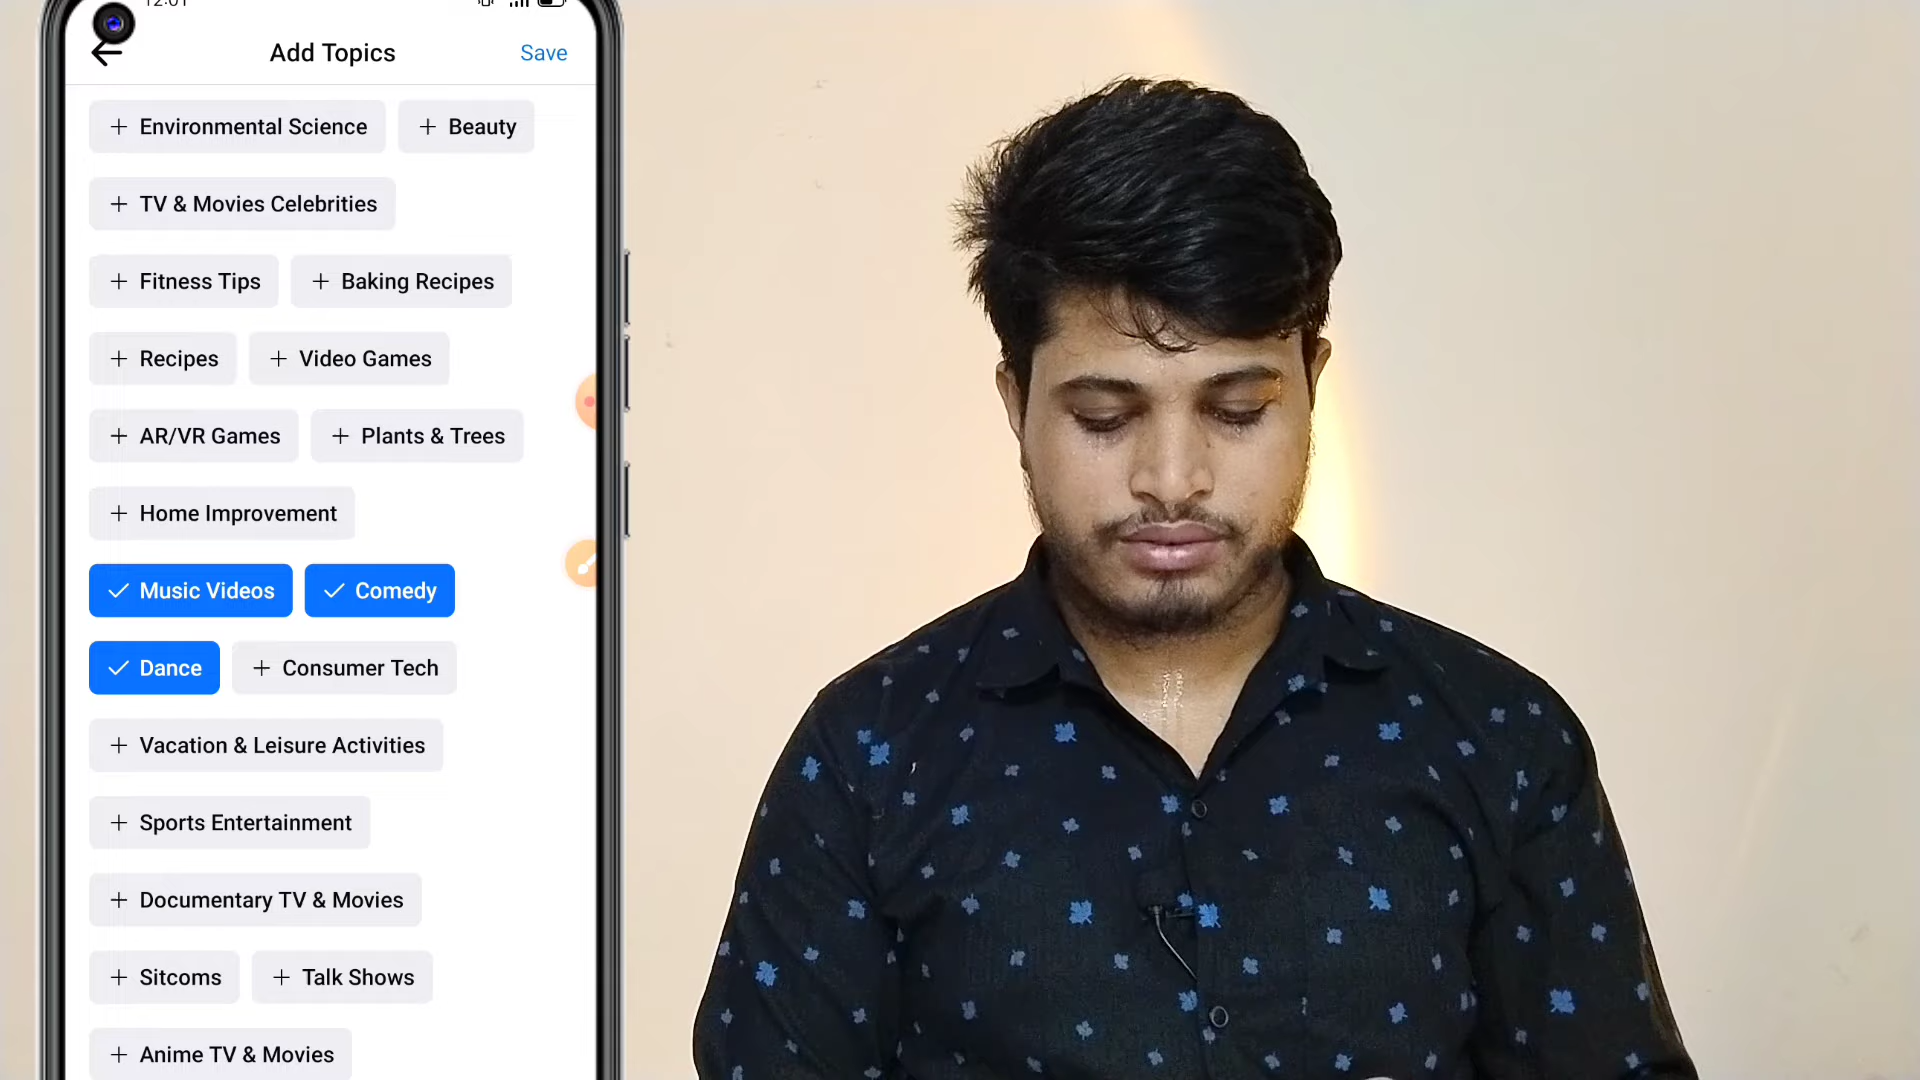 12:01
Add Topics Save
+ Environmental Science + Beauty
+ TV & Movies Celebrities
+ Fitness Tips + Baking Recipes
+ Recipes + Video Games
+ AR/VR Games + Plants & Trees
+ Home Improvement
Music Videos Comedy
Dance + Consumer Tech
+ Vacation & Leisure Activities
+ Sports Entertainment
+ Documentary TV & Movies
+ Sitcoms + Talk Shows
+ Anime TV & Movies